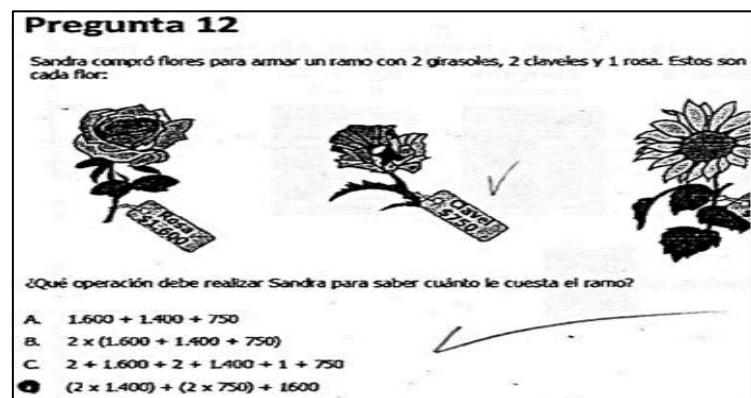 Pregunta 12
Sandra compró flores para armar un ramo con 2 girasoles, 2 claveles y 1 rosa. Estos son
cada flor:
Rosa
$1.600
Clavel
$750
¿Qué operación debe realizar Sandra para saber cuánto le cuesta el ramo?
A. 1.600 + 1.400 + 750
B. 2 x (1.600 + 1.400 + 750)
C. 2 + 1.600 + 2 + 1.400 + 1 + 750
(2 x 1.400) + (2 x 750) + 1600